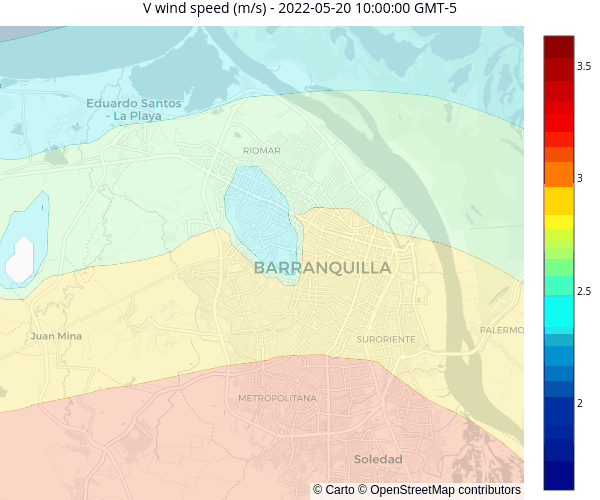 V wind speed (m/s) - 2022-05-20 10:00:00 GMT-5
3.5
Eduardo Santos
- La Playa
RIOMAR
3
BARRANQUILLA
2.5
Juan Mina
SURORIENTE
PALERMO
METROPOLITANA
2
Soledad
© Carto © OpenStreetMap contributors